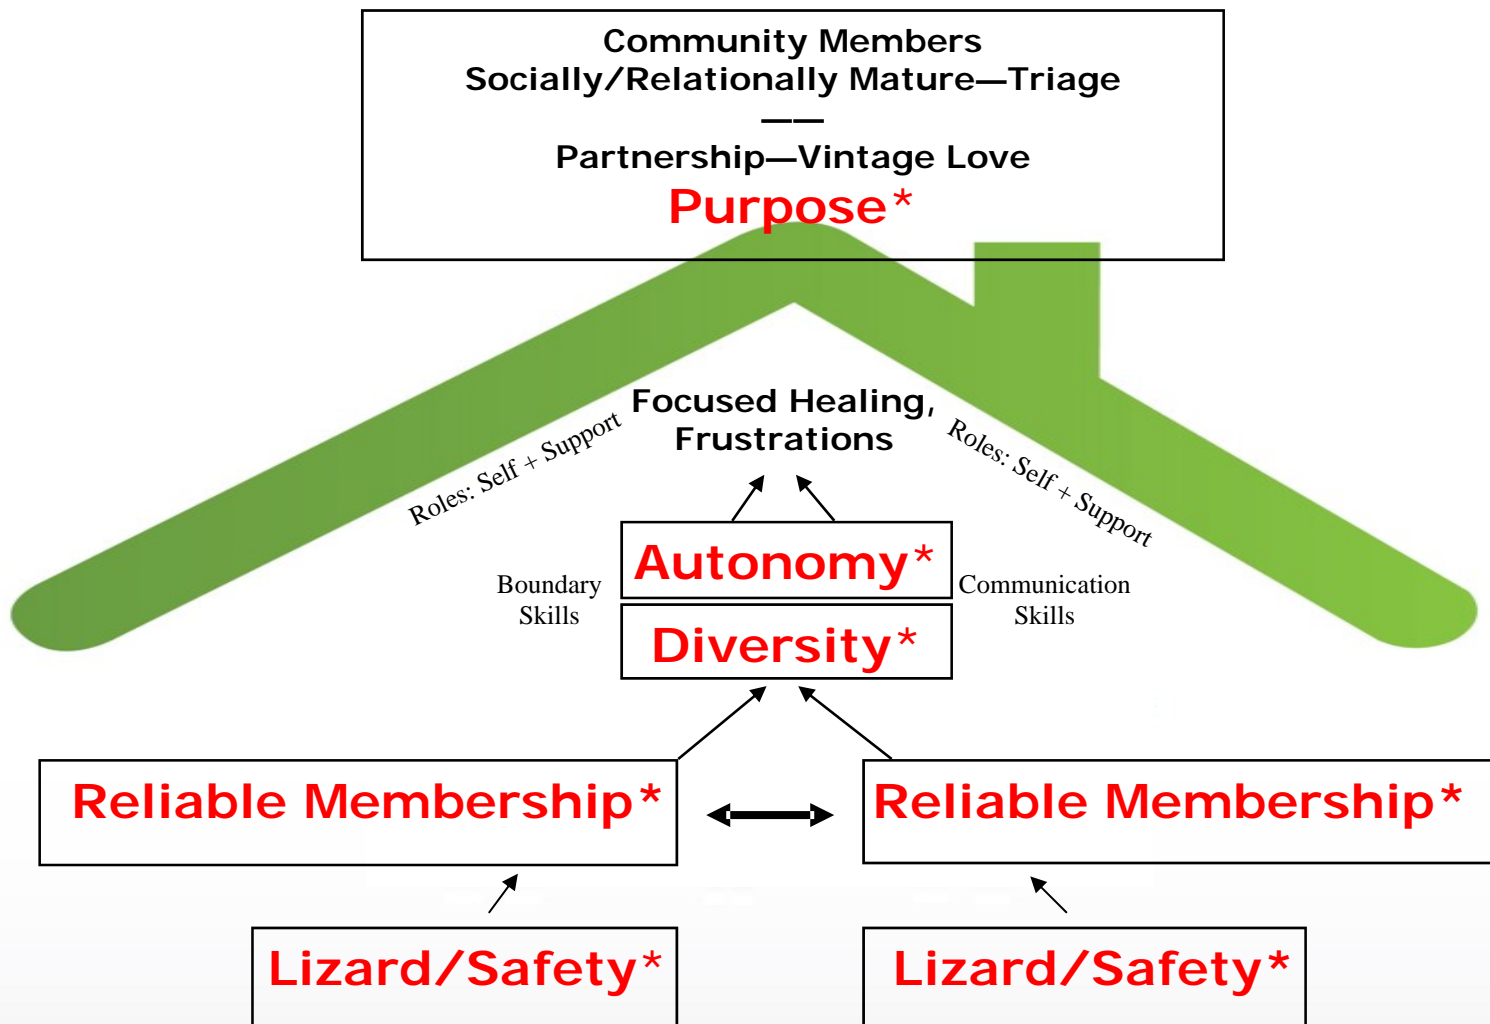 Community Members
Socially/Relationally Mature—Triage
——
Partnership—Vintage Love
Purpose*
Focused Healing,
Frustrations
Roles: Self + Support
Roles: Self + Support
Autonomy*
Boundary
Skills
Communication
Skills
Diversity*
Reliable Membership*
Reliable Membership*
Lizard/Safety*
Lizard/Safety*